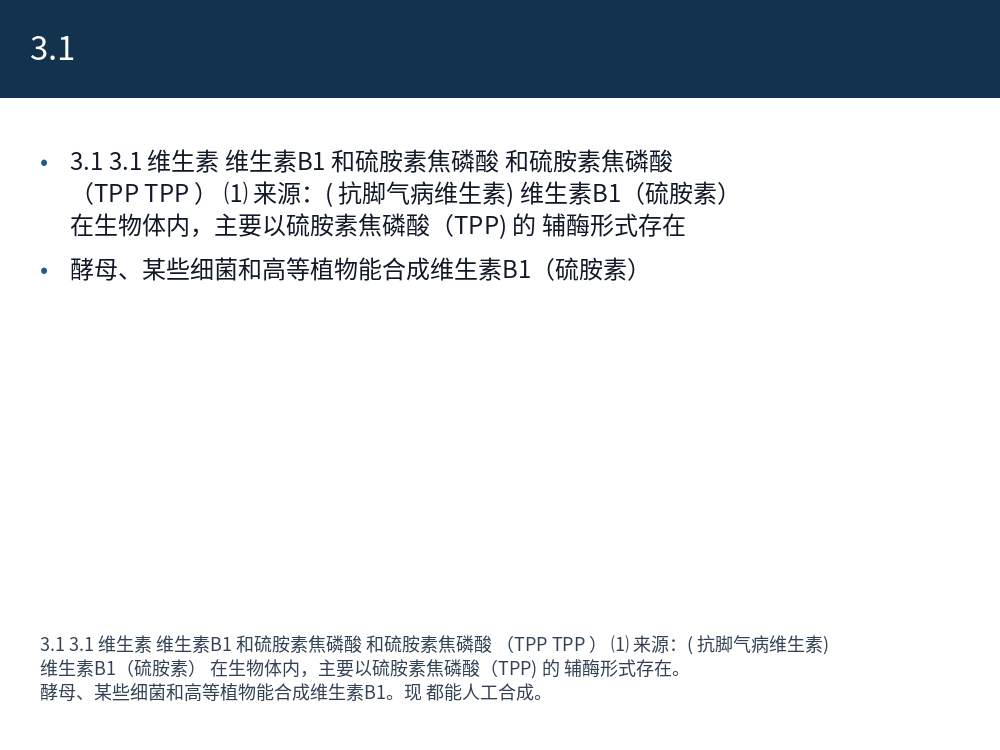 3.1
• 3.1 3.1 维生素 维生素B1 和硫胺素焦磷酸 和硫胺素焦磷酸
（TPP TPP ） ⑴ 来源：( 抗脚气病维生素) 维生素B1（硫胺素）
在生物体内，主要以硫胺素焦磷酸（TPP) 的 辅酶形式存在
• 酵母、某些细菌和高等植物能合成维生素B1（硫胺素）
3.1 3.1 维生素 维生素B1 和硫胺素焦磷酸 和硫胺素焦磷酸 （TPP TPP ） ⑴ 来源：( 抗脚气病维生素)
维生素B1（硫胺素） 在生物体内，主要以硫胺素焦磷酸（TPP) 的 辅酶形式存在。
酵母、某些细菌和高等植物能合成维生素B1。现 都能人工合成。